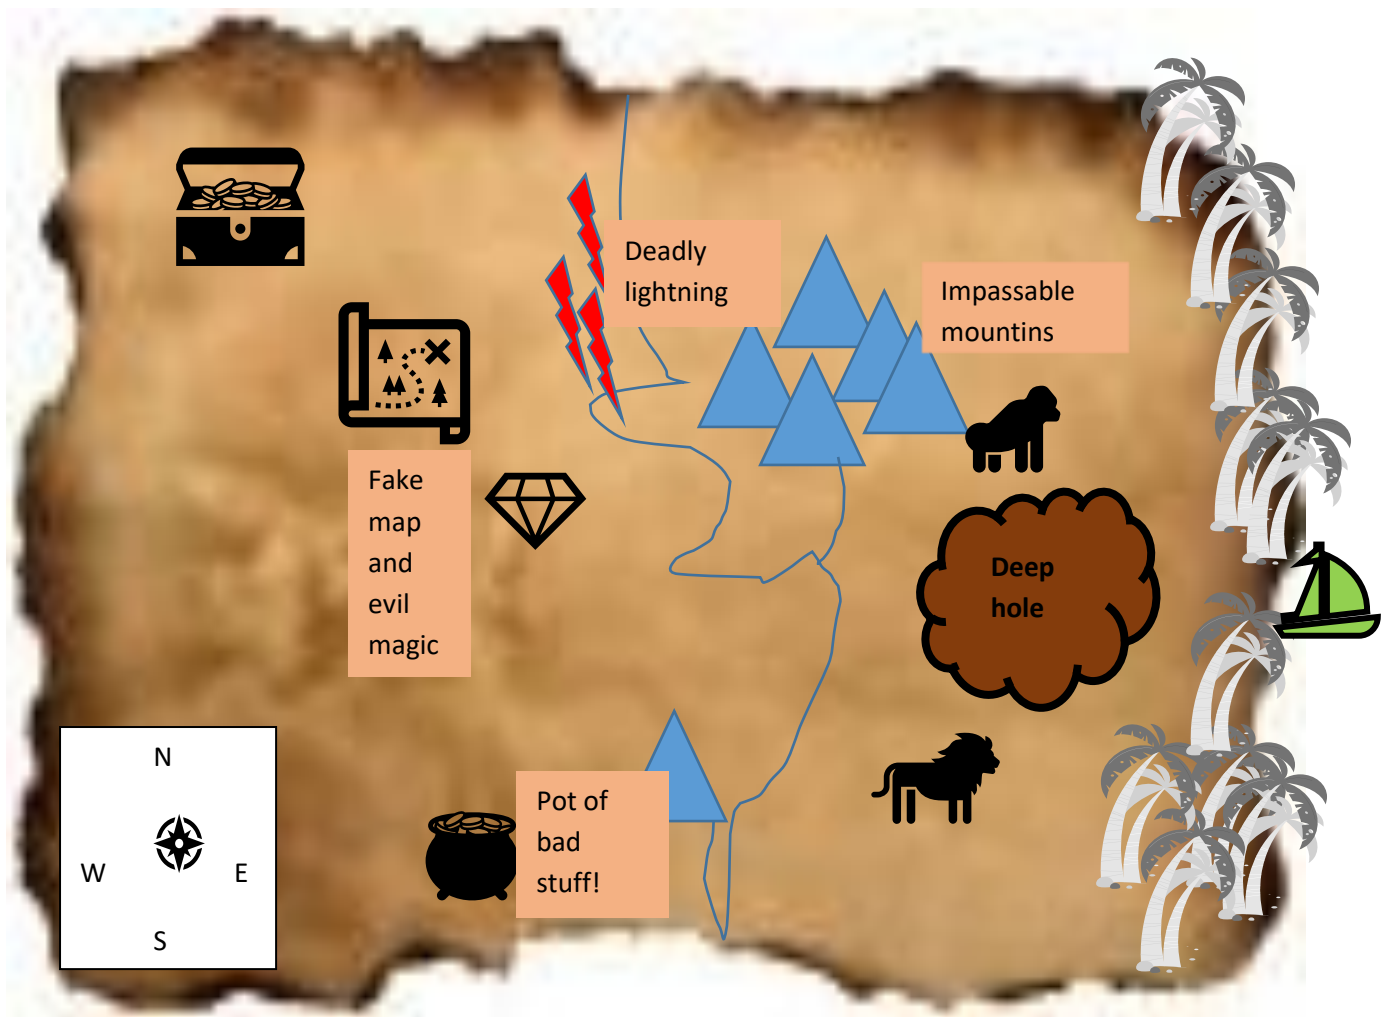 Deadly
lightning
Impassable
mountins
Fake
map
and
evil
magic
Deep
hole
N
W
E
S
Pot of
bad
stuff!